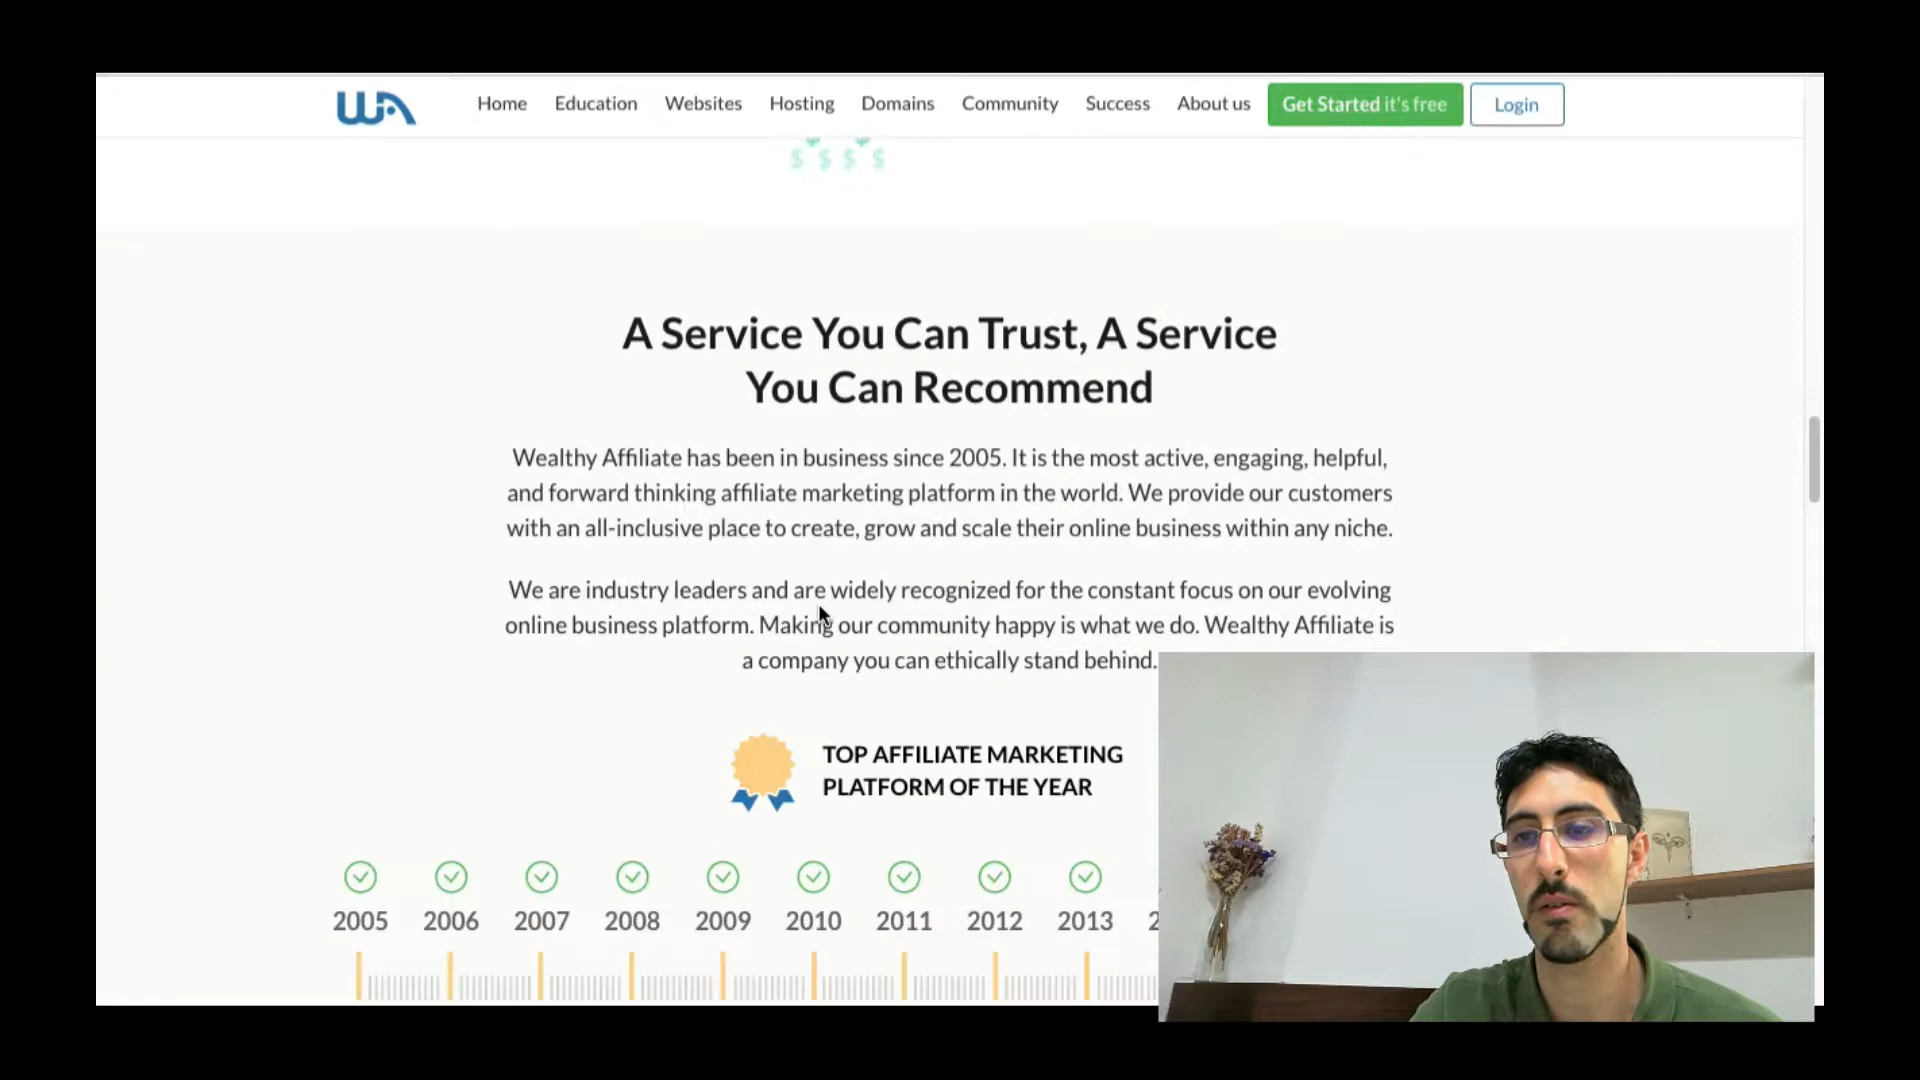 WA
Home Education Websites Hosting Domains Community Success About us Get Started it's free Login
$ $ $ $
A Service You Can Trust, A Service
You Can Recommend
Wealthy Affiliate has been in business since 2005. It is the most active, engaging, helpful,
and forward thinking affiliate marketing platform in the world. We provide our customers
with an all-inclusive place to create, grow and scale their online business within any niche.
We are industry leaders and are widely recognized for the constant focus on our evolving
online business platform. Making our community happy is what we do. Wealthy Affiliate is
a company you can ethically stand behind.
TOP AFFILIATE MARKETING
PLATFORM OF THE YEAR
2005 2006 2007 2008 2009 2010 2011 2012 2013